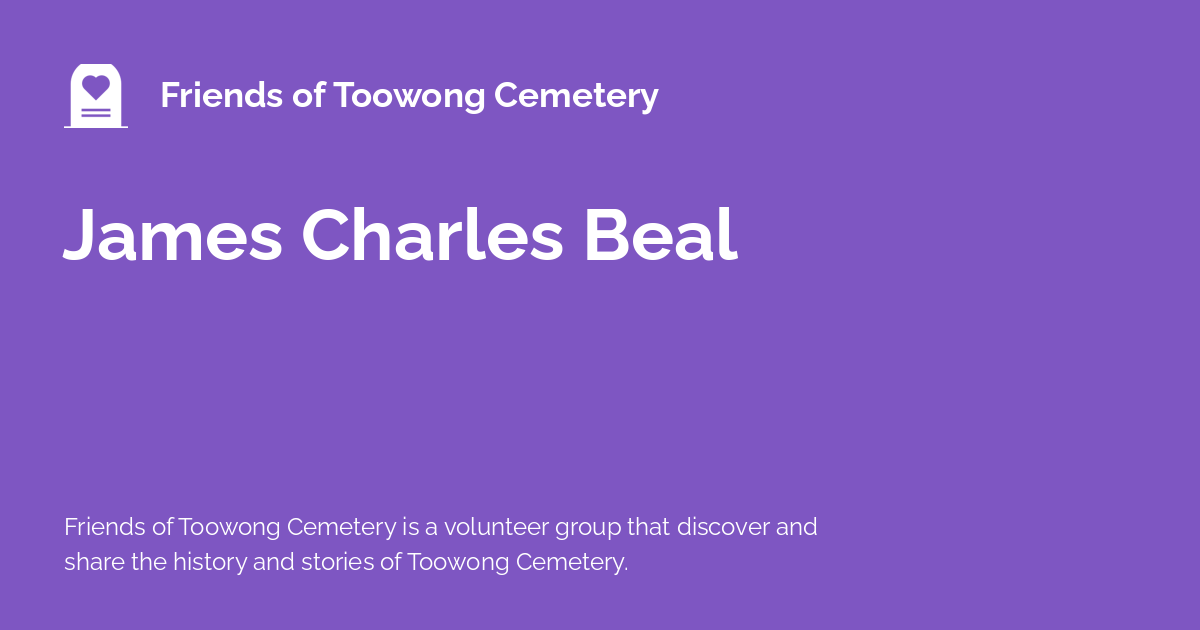 Friends of Toowong Cemetery
James Charles Beal
Friends of Toowong Cemetery is a volunteer group that discover and
share the history and stories of Toowong Cemetery.